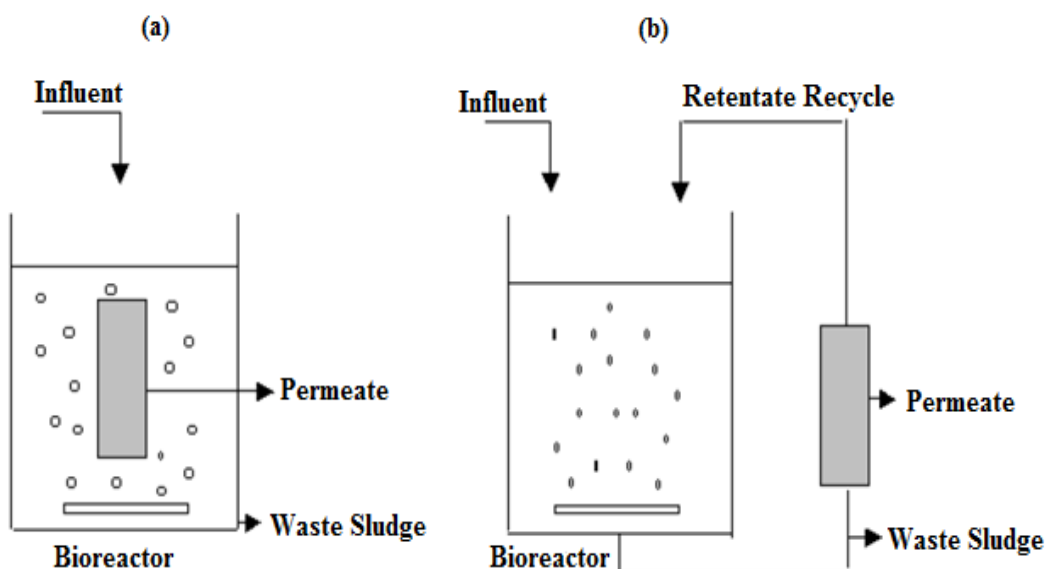 (a)
Influent
Permeate
Waste Sludge
Bioreactor
(b)
Influent
Retentate Recycle
Permeate
Waste Sludge
Bioreactor